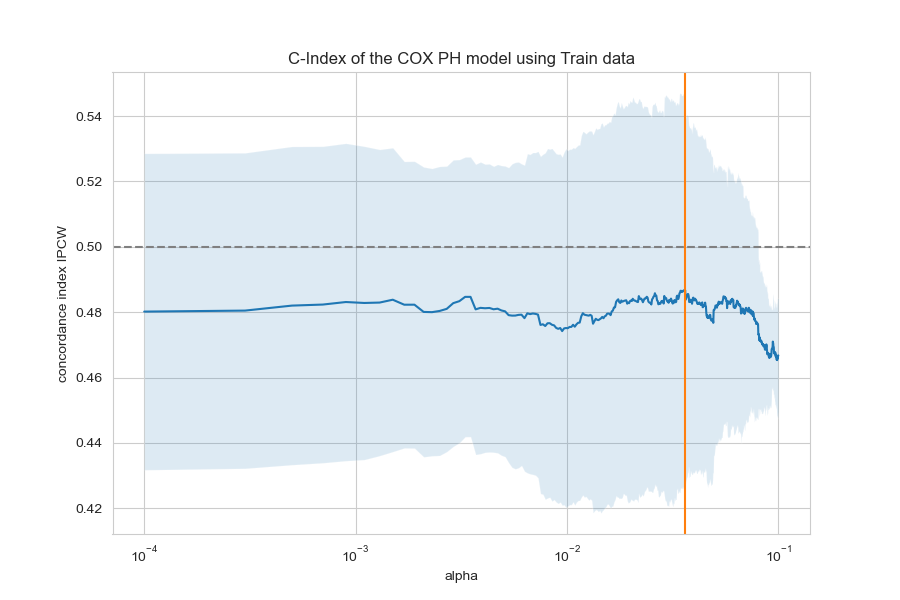 C-Index of the COX PH model using Train data
concordance index IPCW
0.54
0.52
0.50
0.48
0.46
0.44
0.42
10⁻⁴ 10⁻³ 10⁻² 10⁻¹
alpha